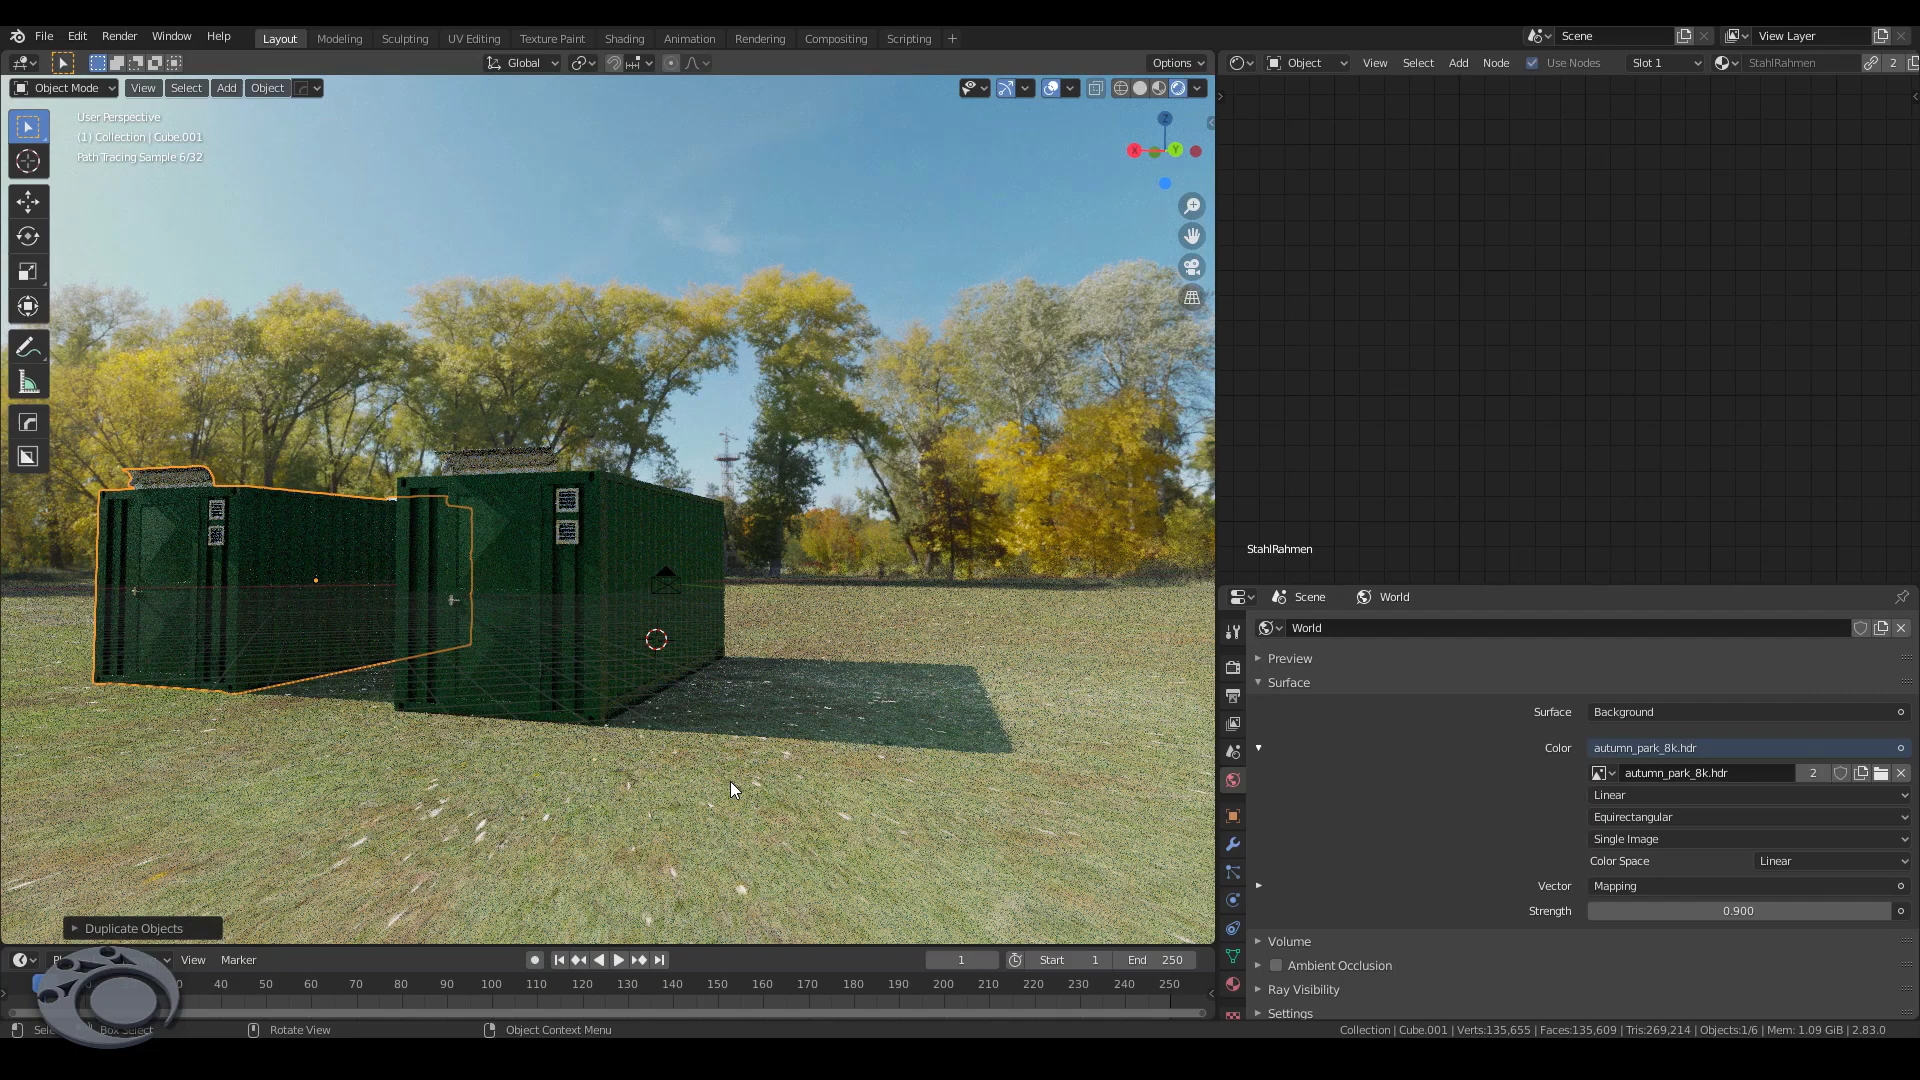 File Edit Render Window Help Layout Modeling Sculpting UV Editing Texture Paint Shading Animation Rendering Compositing Scripting + Scene View Layer
Global Options Object View Select Add Node Use Nodes Slot 1 StahlRahmen 2
Object Mode View Select Add Object
User Perspective
(1) Collection | Cube.001
Path Tracing Sample 6/32
Z
X Y
StahlRahmen
Scene World
World
Preview
Surface
Surface Background
Color autumn_park_8k.hdr
autumn_park_8k.hdr 2
Linear
Equirectangular
Single Image
Color Space Linear
Vector Mapping
Strength 0.900
Volume
Ambient Occlusion
Ray Visibility
Settings
Duplicate Objects
View Marker 1 Start 1 End 250
40 50 60 70 80 90 100 110 120 130 140 150 160 170 180 190 200 210 220 230 240 250
Box Select Rotate View Object Context Menu Collection | Cube.001 | Verts:135,655 | Faces:135,609 | Tris:269,214 | Objects:1/6 | Mem: 1.09 GiB | 2.83.0